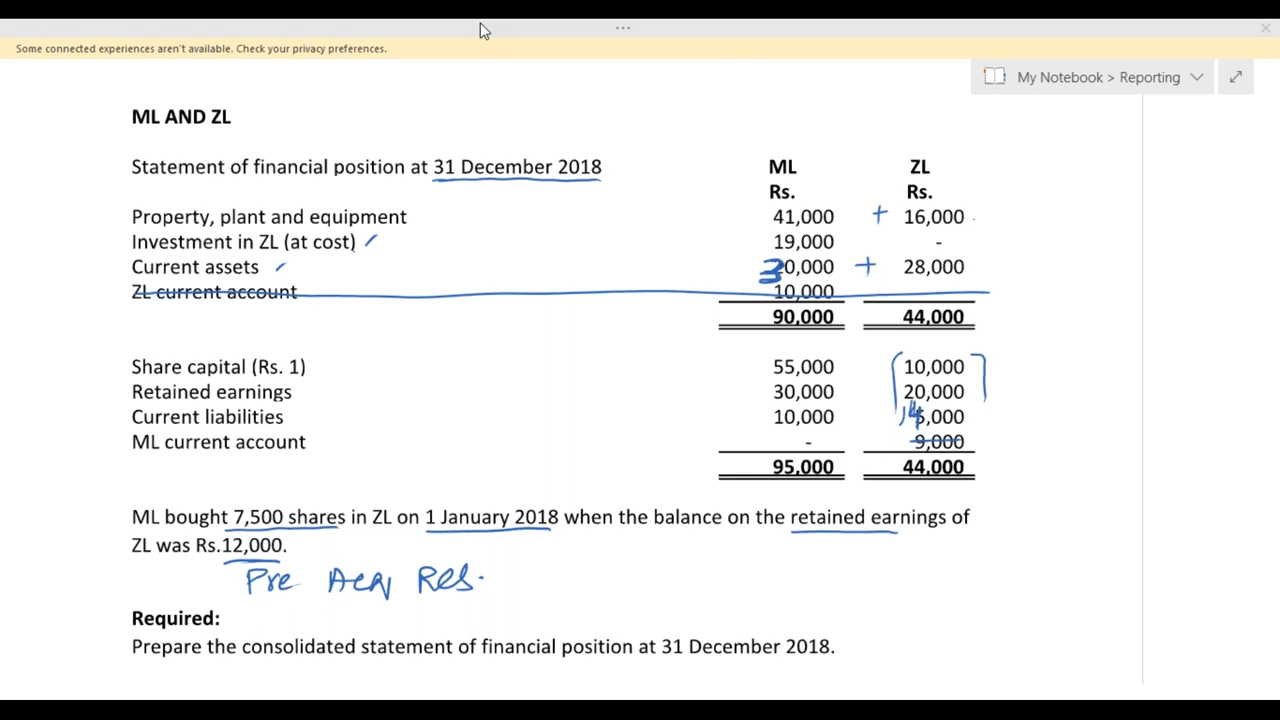 Some connected experiences aren't available. Check your privacy preferences.
My Notebook > Reporting
ML AND ZL
Statement of financial position at 31 December 2018 ML ZL
Rs. Rs.
Property, plant and equipment 41,000 + 16,000
Investment in ZL (at cost) 19,000 -
Current assets 30,000 + 28,000
ZL current account 10,000
90,000 44,000
Share capital (Rs. 1) 55,000 10,000
Retained earnings 30,000 20,000
Current liabilities 10,000 14,000
ML current account - 9,000
95,000 44,000
ML bought 7,500 shares in ZL on 1 January 2018 when the balance on the retained earnings of
ZL was Rs.12,000.
Pre Acq Res.
Required:
Prepare the consolidated statement of financial position at 31 December 2018.